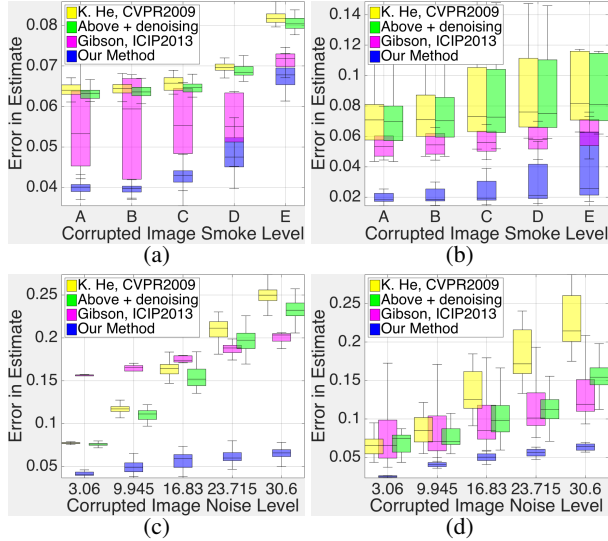 K. He, CVPR2009
Above + denoising
Gibson, ICIP2013
Our Method
Error in Estimate
0.08
0.07
0.06
0.05
0.04
A B C D E
Corrupted Image Smoke Level
(a)
K. He, CVPR2009
Above + denoising
Gibson, ICIP2013
Our Method
Error in Estimate
0.14
0.12
0.1
0.08
0.06
0.04
0.02
A B C D E
Corrupted Image Smoke Level
(b)
K. He, CVPR2009
Above + denoising
Gibson, ICIP2013
Our Method
Error in Estimate
0.25
0.2
0.15
0.1
0.05
3.06 9.945 16.83 23.715 30.6
Corrupted Image Noise Level
(c)
K. He, CVPR2009
Above + denoising
Gibson, ICIP2013
Our Method
Error in Estimate
0.25
0.2
0.15
0.1
0.05
3.06 9.945 16.83 23.715 30.6
Corrupted Image Noise Level
(d)